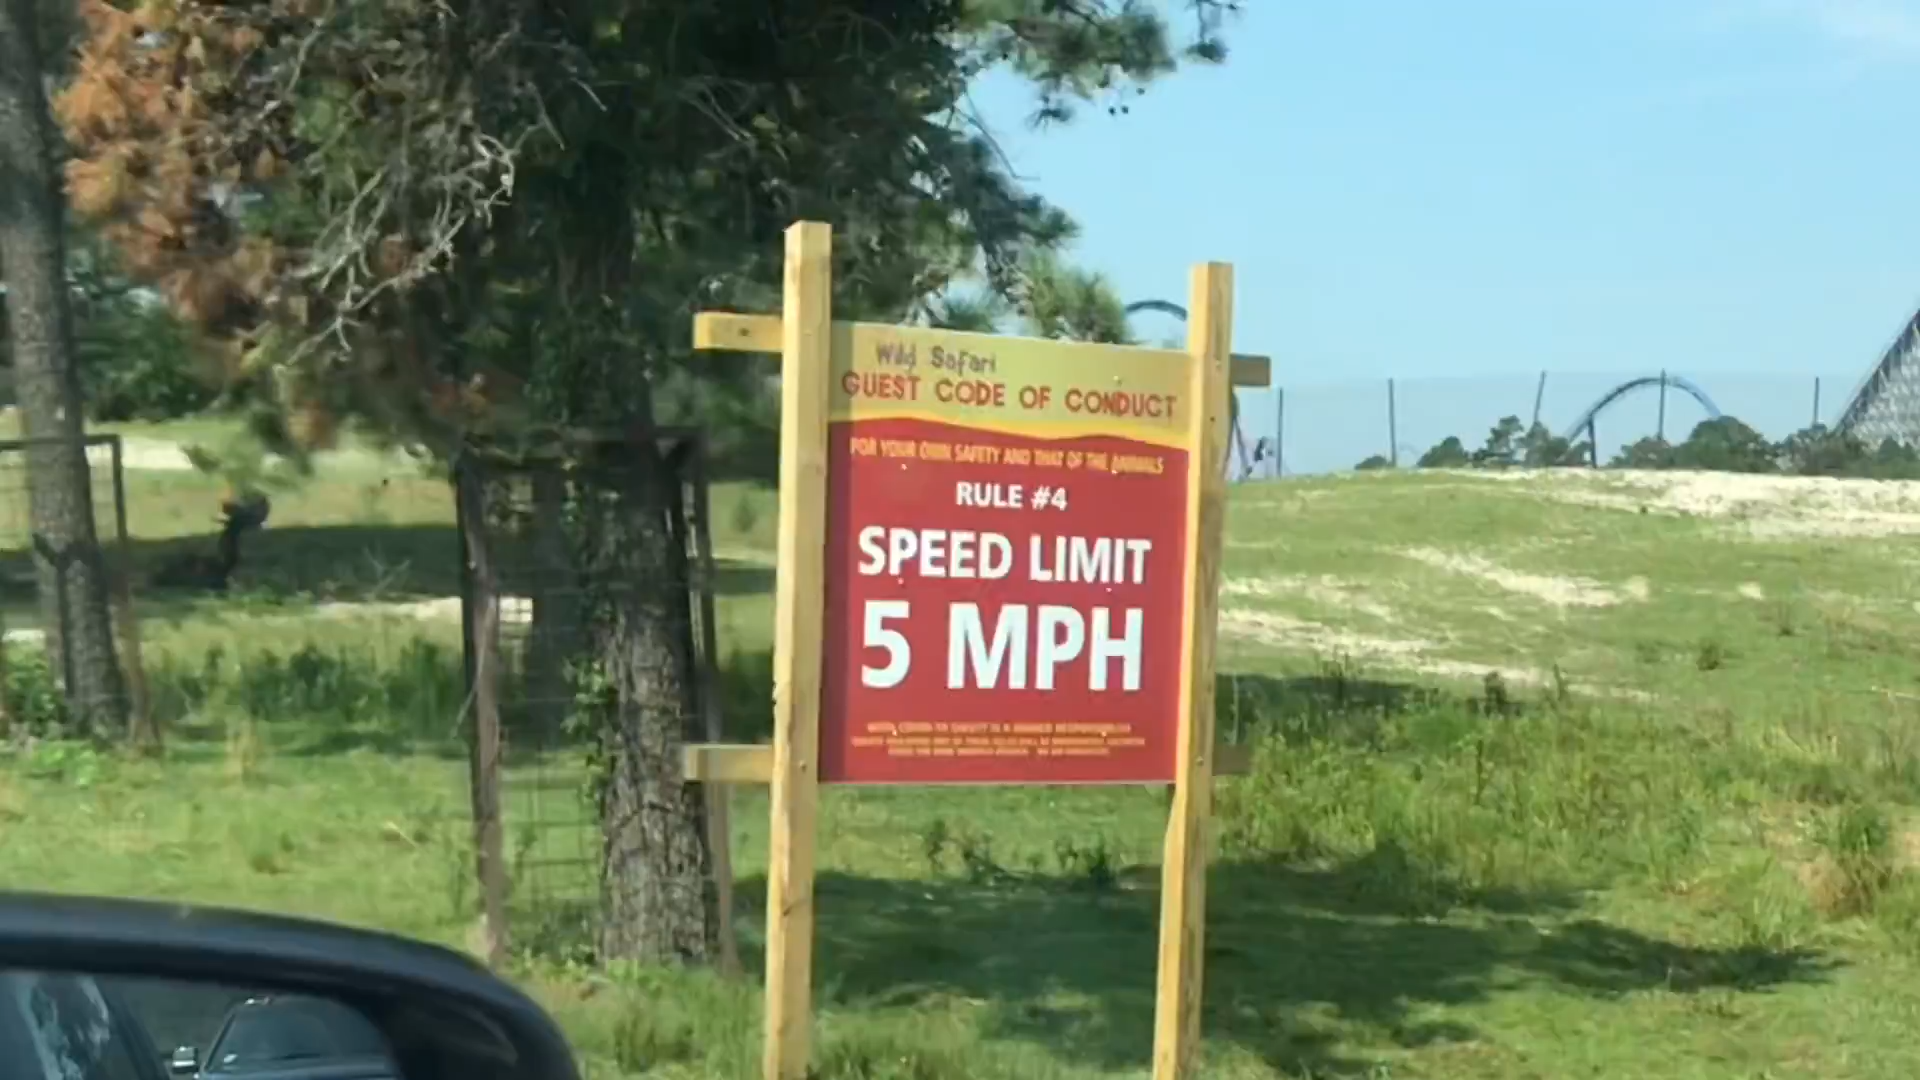 Wild Safari
GUEST CODE OF CONDUCT
FOR YOUR OWN SAFETY AND THAT OF THE ANIMALS
RULE #4
SPEED LIMIT
5 MPH